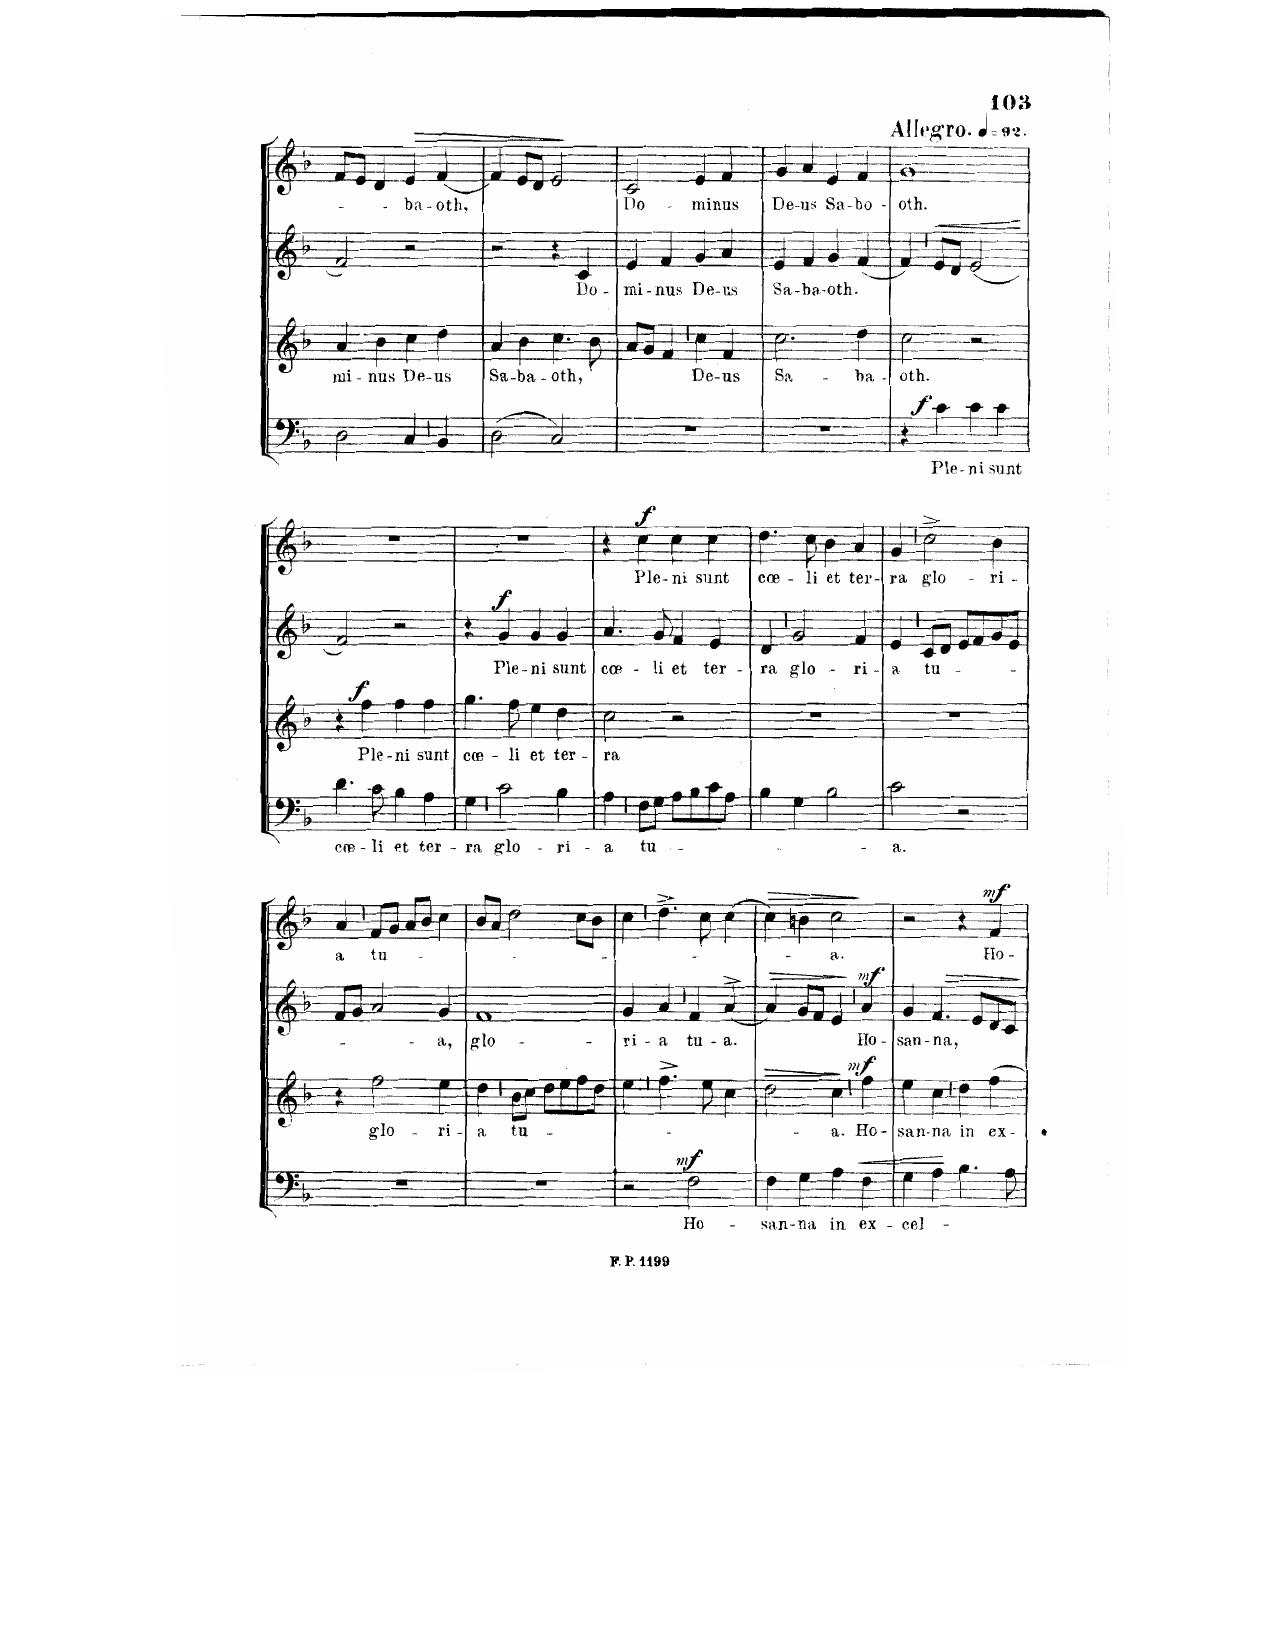 103
Allegro. ♩= 92.
- - ba - oth, Do - minus De-us Sa-bo - oth.
Do - mi - nus De-us Sa-ba-oth.
mi - nus De-us Sa-ba - oth, De-us Sa - ba - oth.
f
Ple - ni sunt
f
Ple - ni sunt cœ - li et ter - ra glo - ri -
f
Ple - ni sunt cœ - li et ter - ra glo - ri - a tu - -
f
Ple - ni sunt cœ - li et ter - ra
cœ - li et ter - ra glo - ri - a tu - - - a.
mf
a tu - - - - - - a. Ho -
mf
- - a, glo - - ri - a tu - a. Ho - san - na,
mf
glo - ri - a tu - - - a. Ho - san-na in ex -
mf
Ho - san-na in ex - cel -
F. P. 1199